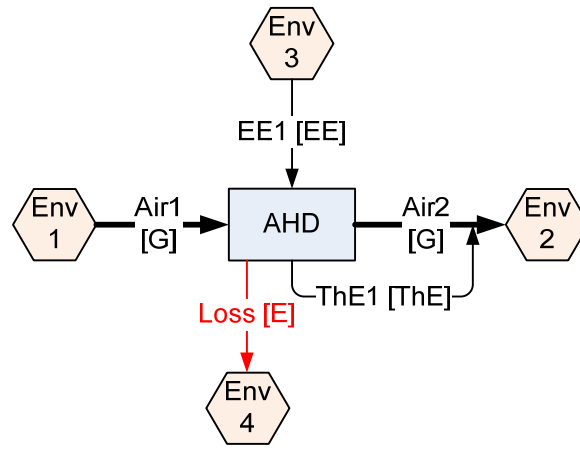 Env
3
EE1 [EE]
Env
1
Air1
[G]
AHD
Air2
[G]
Env
2
ThE1 [ThE]
Loss [E]
Env
4